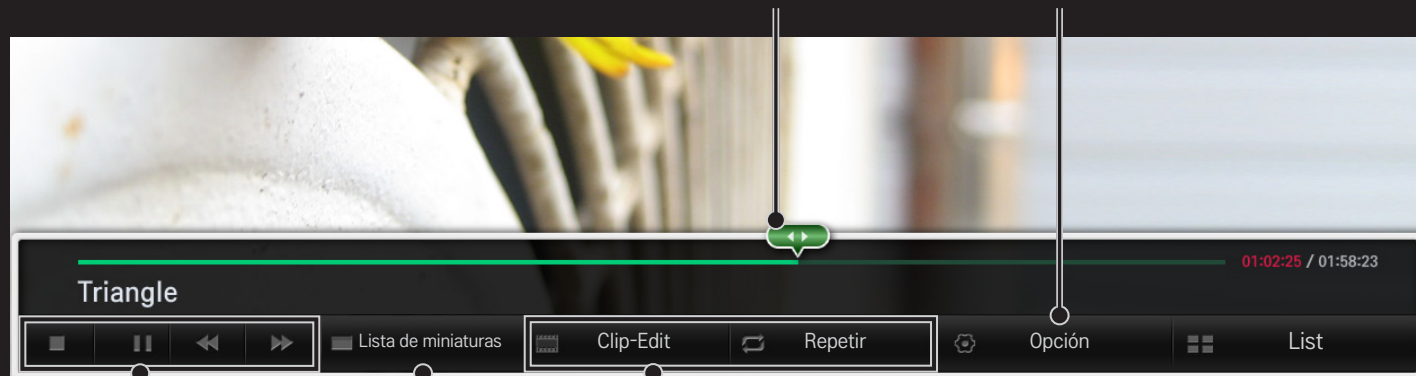 01:02:25 / 01:58:23
Triangle
Lista de miniaturas Clip-Edit Repetir Opción List